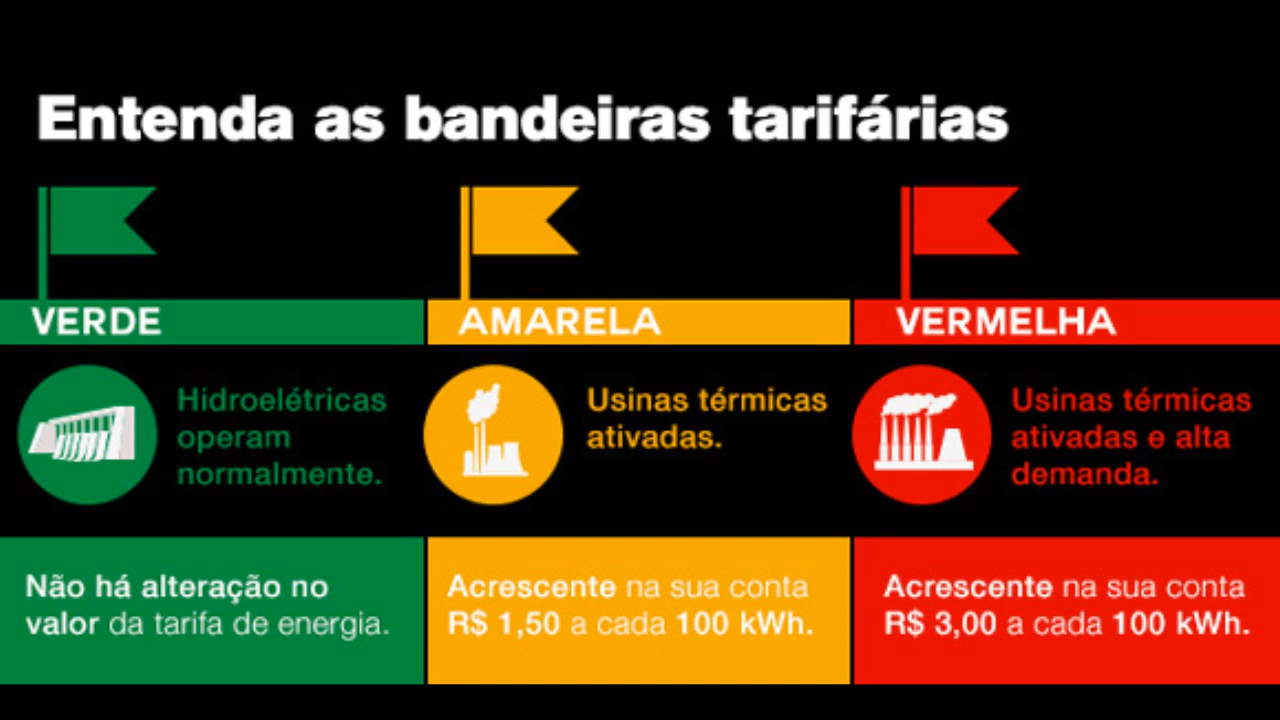 Entenda as bandeiras tarifárias
VERDE
Hidroelétricas
operam
normalmente.
Não há alteração no
valor da tarifa de energia.
AMARELA
Usinas térmicas
ativadas.
Acrescente na sua conta
R$ 1,50 a cada 100 kWh.
VERMELHA
Usinas térmicas
ativadas e alta
demanda.
Acrescente na sua conta
R$ 3,00 a cada 100 kWh.